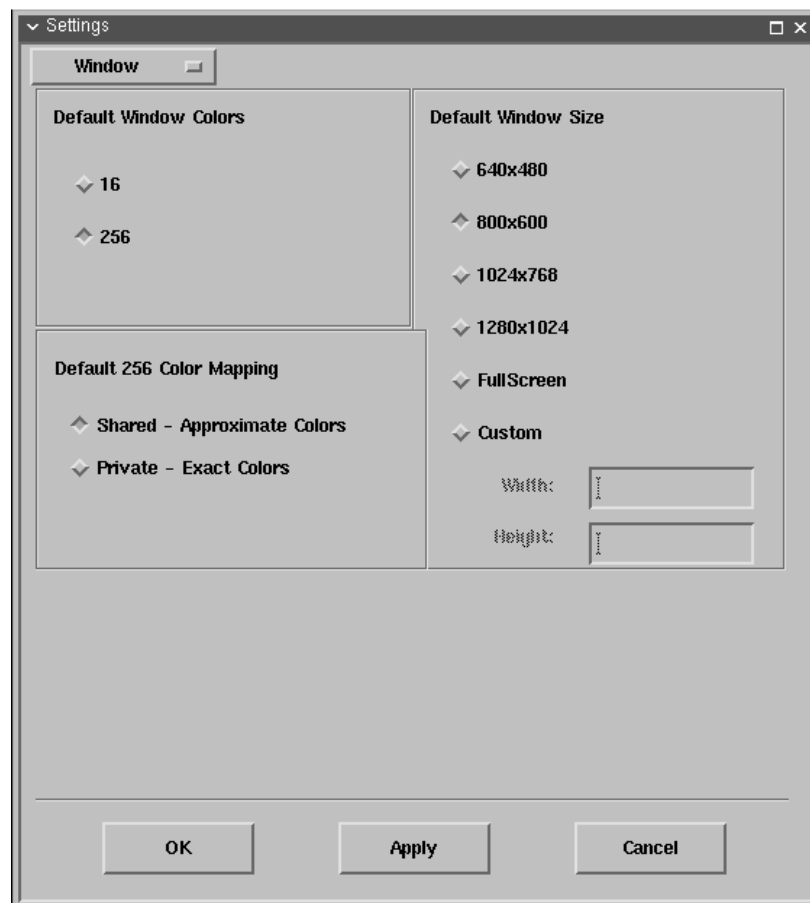 Settings
Window
Default Window Colors
16
256
Default 256 Color Mapping
Shared - Approximate Colors
Private - Exact Colors
Default Window Size
640x480
800x600
1024x768
1280x1024
FullScreen
Custom
Width:
Height:
OK
Apply
Cancel